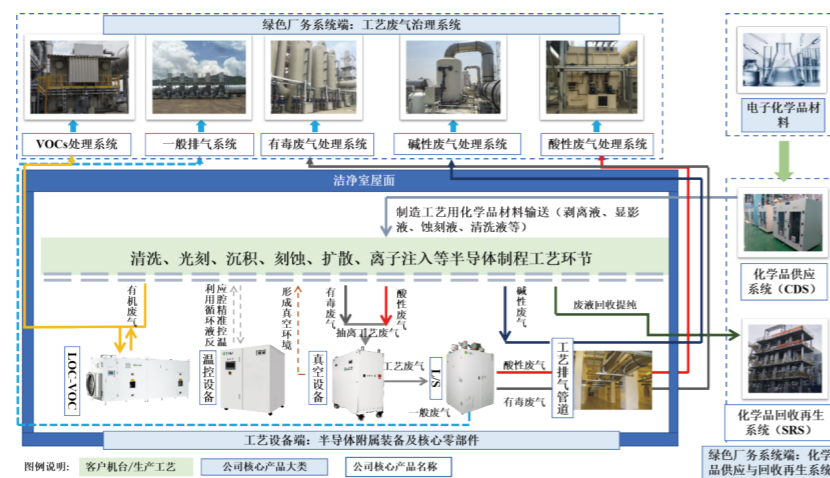 绿色厂务系统端：工艺废气治理系统
VOCs处理系统
一般排气系统
有毒废气处理系统
碱性废气处理系统
酸性废气处理系统
电子化学品材
料
洁净室屋面
制造工艺用化学品材料输送（剥离液、显影
液、蚀刻液、清洗液等）
清洗、光刻、沉积、刻蚀、扩散、离子注入等半导体制程工艺环节
化学品供应
系统（CDS）
有机废气
利用循环液反
应腔精准控温
形成真空环境
有毒废气
酸性废气
抽离工艺废气
碱性废气
废液回收提纯
LOC-VOC
温控设备
真空设备
工艺废气
L/S
一般废气
酸性废气
有毒废气
工艺排气管道
化学品回收再生
系统（SRS）
工艺设备端：半导体附属装备及核心零部件
绿色厂务系统端：化学
品供应与回收再生系统
图例说明:
客户机台/生产工艺
公司核心产品大类
公司核心产品名称